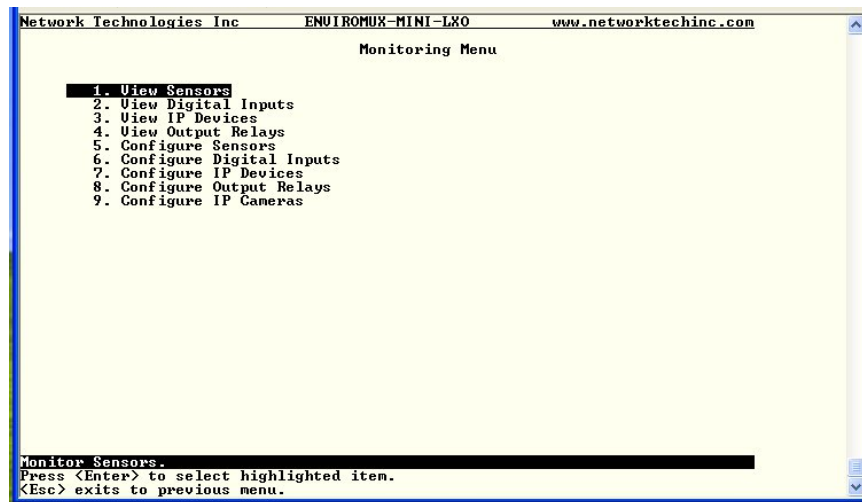 Network Technologies Inc ENVIROMUX-MINI-LXO www.networktechinc.com
Monitoring Menu
1. View Sensors
2. View Digital Inputs
3. View IP Devices
4. View Output Relays
5. Configure Sensors
6. Configure Digital Inputs
7. Configure IP Devices
8. Configure Output Relays
9. Configure IP Cameras
Monitor Sensors.
Press <Enter> to select highlighted item.
<Esc> exits to previous menu.